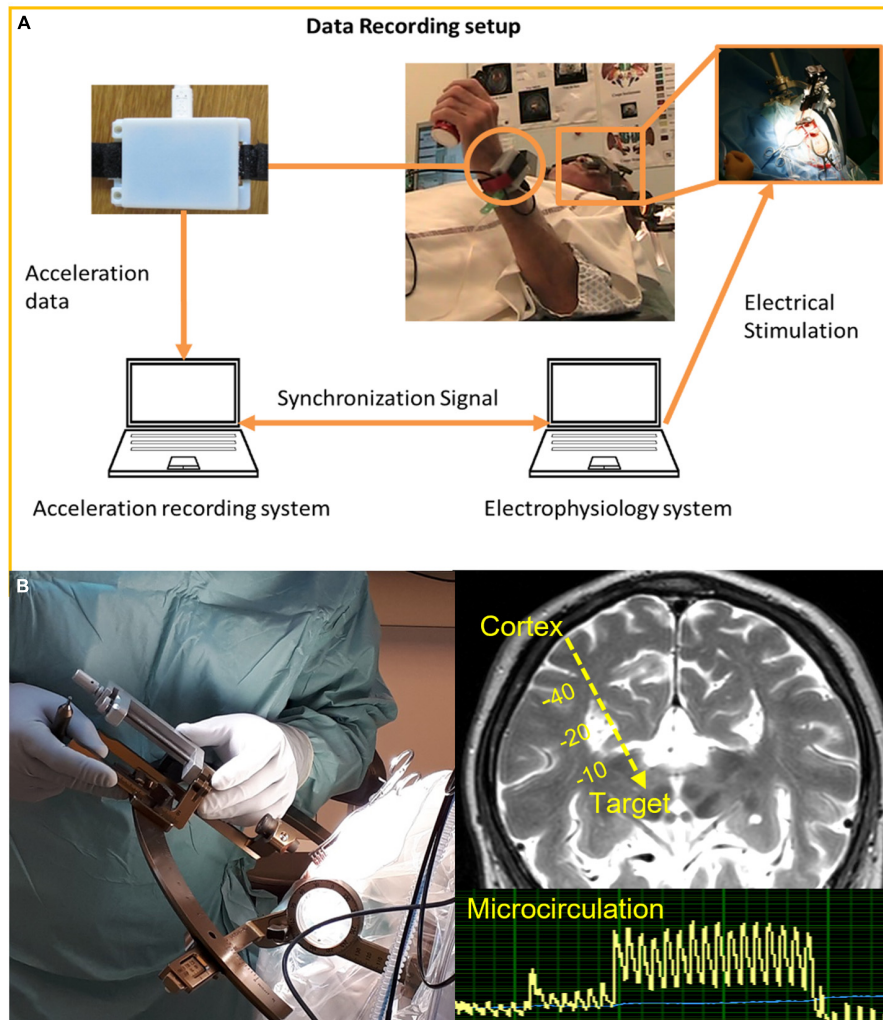 A
Data Recording setup
Acceleration
data
Electrical
Stimulation
Synchronization Signal
Acceleration recording system
Electrophysiology system
B
Cortex
-40
-20
-10
Target
Microcirculation